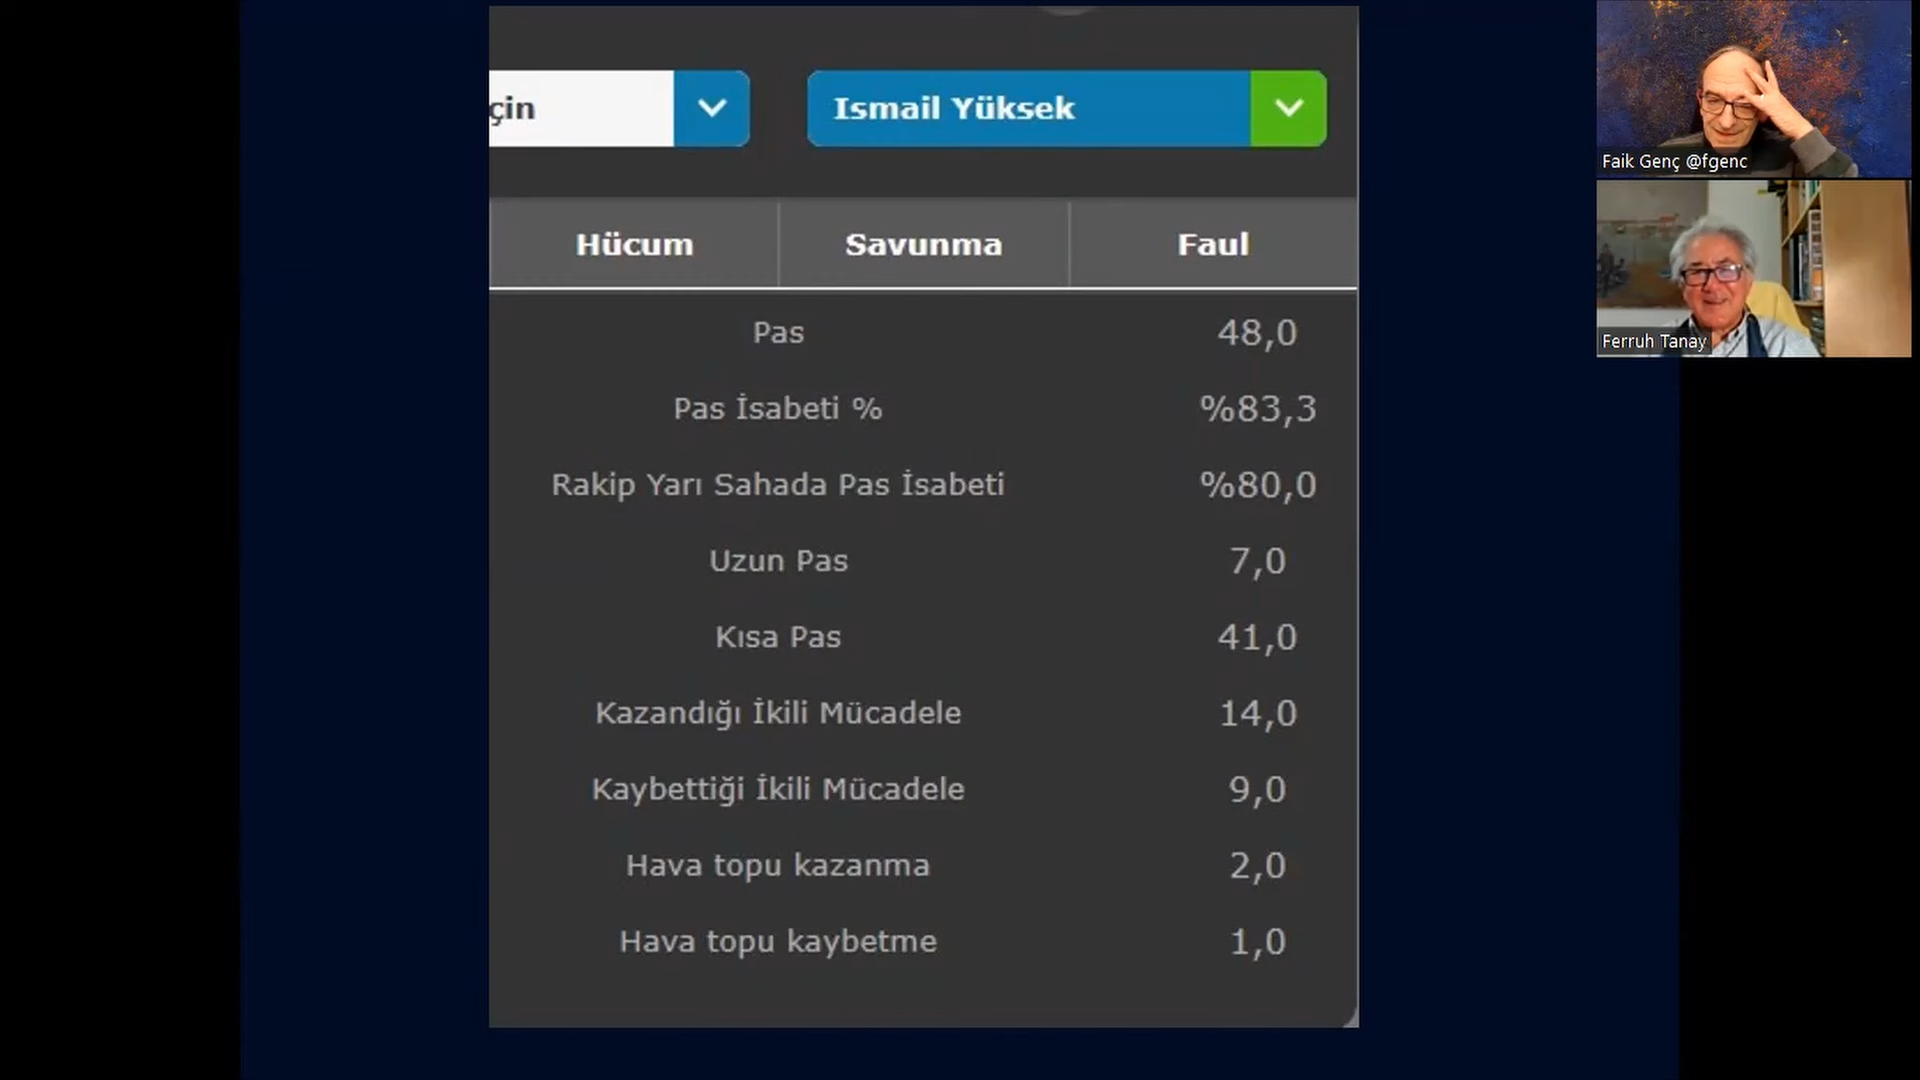 çin
Ismail Yüksek
Hücum Savunma Faul
Pas 48,0
Pas İsabeti % %83,3
Rakip Yarı Sahada Pas İsabeti %80,0
Uzun Pas 7,0
Kısa Pas 41,0
Kazandığı İkili Mücadele 14,0
Kaybettiği İkili Mücadele 9,0
Hava topu kazanma 2,0
Hava topu kaybetme 1,0
Faik Genç @fgenc
Ferruh Tanay